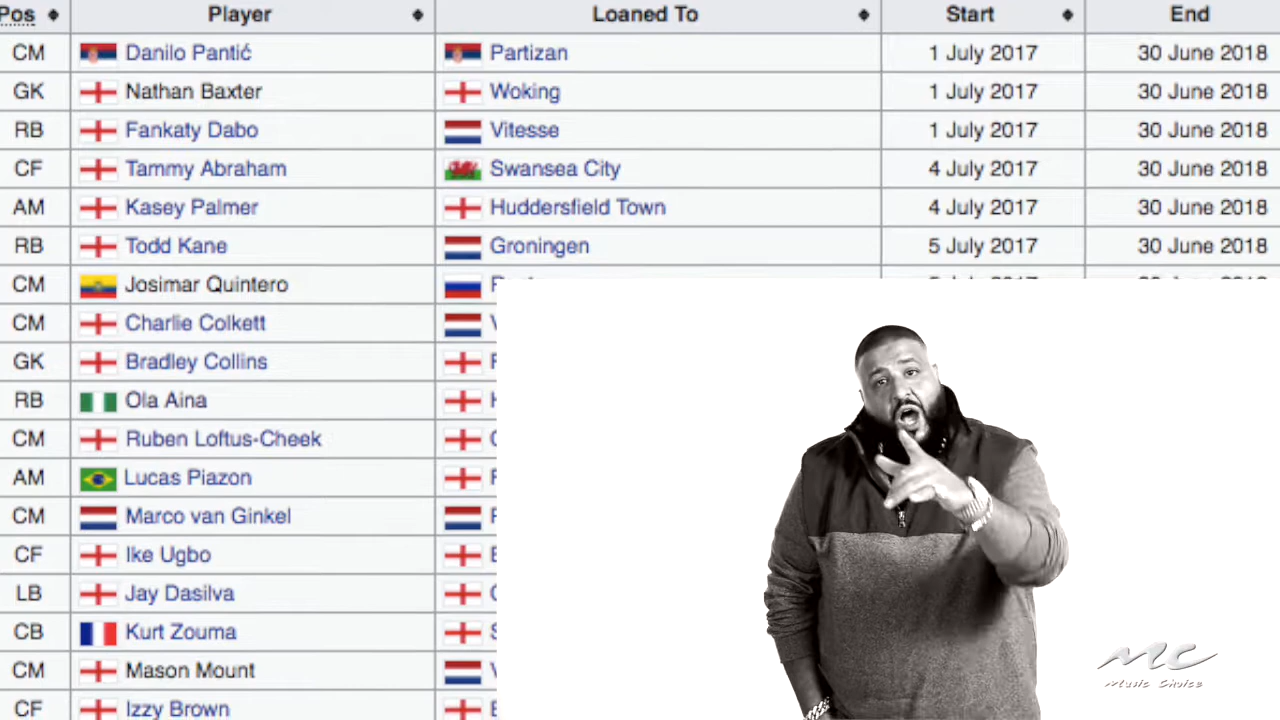 Pos Player Loaned To Start End
CM Danilo Pantić Partizan 1 July 2017 30 June 2018
GK Nathan Baxter Woking 1 July 2017 30 June 2018
RB Fankaty Dabo Vitesse 1 July 2017 30 June 2018
CF Tammy Abraham Swansea City 4 July 2017 30 June 2018
AM Kasey Palmer Huddersfield Town 4 July 2017 30 June 2018
RB Todd Kane Groningen 5 July 2017 30 June 2018
CM Josimar Quintero
CM Charlie Colkett
GK Bradley Collins
RB Ola Aina
CM Ruben Loftus-Cheek
AM Lucas Piazon
CM Marco van Ginkel
CF Ike Ugbo
LB Jay Dasilva
CB Kurt Zouma
CM Mason Mount
CF Izzy Brown
MC
Music Choice